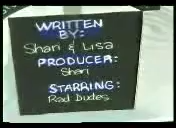 WRITTEN
BY:
Shari & Lisa
PRODUCER:
Shari
STARRING:
Rad Dudes